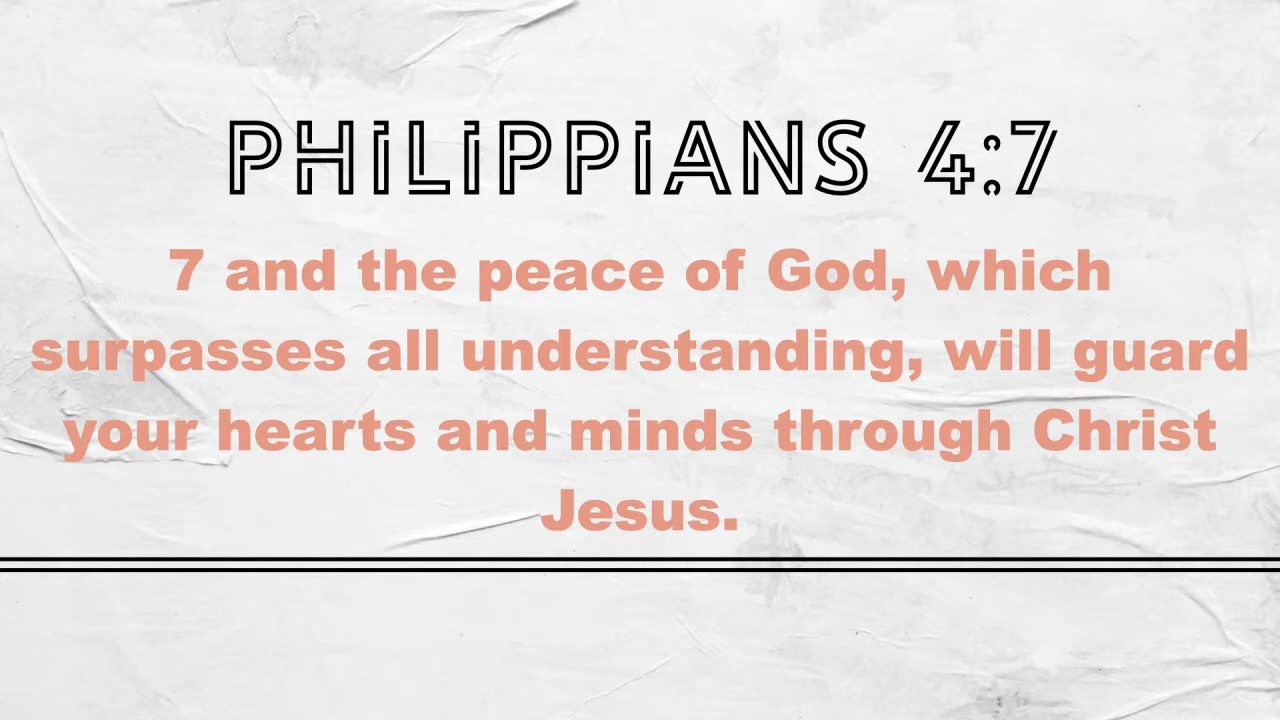 PHILIPPIANS 4:7
7 and the peace of God, which
surpasses all understanding, will guard
your hearts and minds through Christ
Jesus.